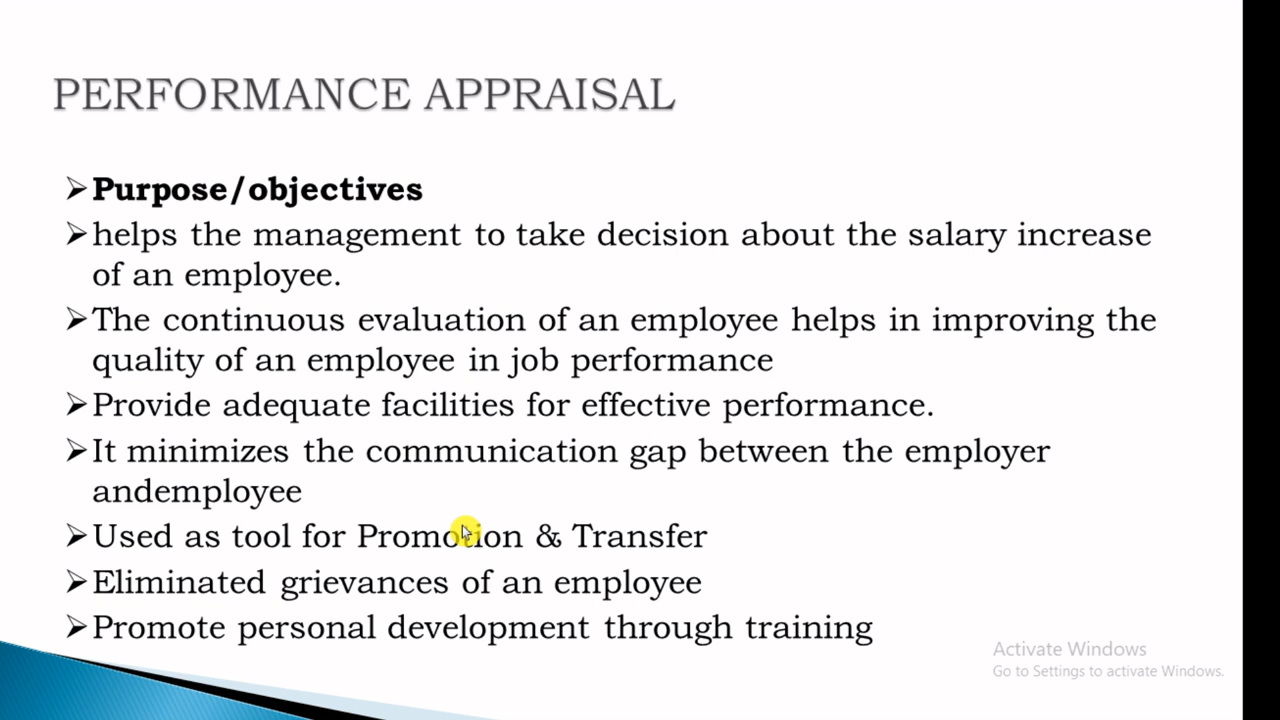 PERFORMANCE APPRAISAL
➢Purpose/objectives
➢helps the management to take decision about the salary increase
of an employee.
➢The continuous evaluation of an employee helps in improving the
quality of an employee in job performance
➢Provide adequate facilities for effective performance.
➢It minimizes the communication gap between the employer
andemployee
➢Used as tool for Promotion & Transfer
➢Eliminated grievances of an employee
➢Promote personal development through training
Activate Windows
Go to Settings to activate Windows.